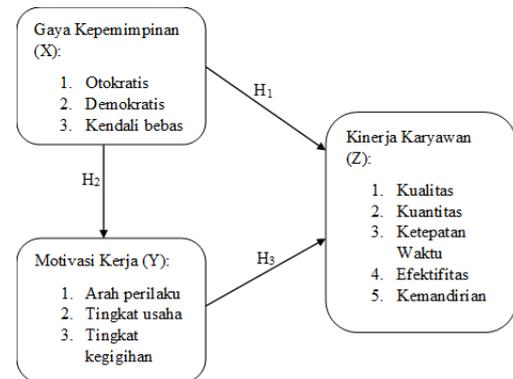 Gaya Kepemimpinan
(X):
1. Otokratis
2. Demokratis
3. Kendali bebas
H1
H2
Kinerja Karyawan
(Z):
1. Kualitas
2. Kuantitas
3. Ketepatan
Waktu
4. Efektifitas
5. Kemandirian
Motivasi Kerja (Y):
1. Arah perilaku
2. Tingkat usaha
3. Tingkat
kegigihan
H3